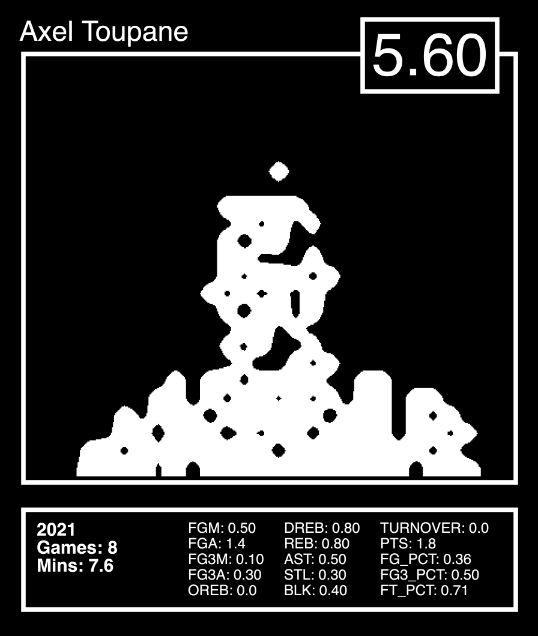 Axel Toupane
5.60
2021
Games: 8
Mins: 7.6
FGM: 0.50
FGA: 1.4
FG3M: 0.10
FG3A: 0.30
OREB: 0.0
DREB: 0.80
REB: 0.80
AST: 0.50
STL: 0.30
BLK: 0.40
TURNOVER: 0.0
PTS: 1.8
FG_PCT: 0.36
FG3_PCT: 0.50
FT_PCT: 0.71